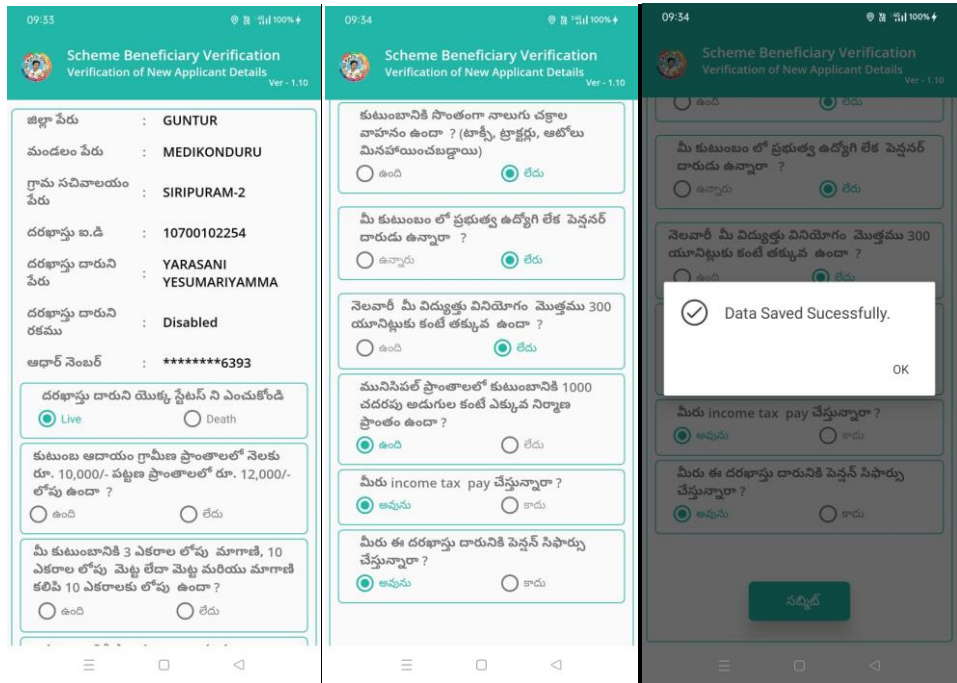 09:33
100%
Scheme Beneficiary Verification
Verification of New Applicant Details
Ver - 1.10
జిల్లా పేరు : GUNTUR
మండలం పేరు : MEDIKONDURU
గ్రామ సచివాలయం
పేరు : SIRIPURAM-2
దరఖాస్తు ఐ.డి : 10700102254
దరఖాస్తు దారుని
పేరు : YARASANI
YESUMARIYAMMA
దరఖాస్తు దారుని
రకము : Disabled
ఆధార్ నెంబర్ : ********6393
దరఖాస్తు దారుని యొక్క స్టేటస్ ని ఎంచుకోండి
Live Death
కుటుంబ ఆదాయం గ్రామీణ ప్రాంతాలలో నెలకు
రూ. 10,000/- పట్టణ ప్రాంతాలలో రూ. 12,000/-
లోపు ఉందా ?
ఉంది లేదు
మీ కుటుంబానికి 3 ఎకరాల లోపు మాగాణి, 10
ఎకరాల లోపు మెట్ట లేదా మెట్ట మరియు మాగాణి
కలిపి 10 ఎకరాలకు లోపు ఉందా ?
ఉంది లేదు
09:34
100%
Scheme Beneficiary Verification
Verification of New Applicant Details
Ver - 1.10
కుటుంబానికి సొంతంగా నాలుగు చక్రాల
వాహనం ఉందా ? (టాక్సీ, ట్రాక్టర్లు, ఆటోలు
మినహాయించబడ్డాయి)
ఉంది లేదు
మీ కుటుంబం లో ప్రభుత్వ ఉద్యోగి లేక పెన్షనర్
దారుడు ఉన్నారా ?
ఉన్నారు లేరు
నెలవారీ మీ విద్యుత్తు వినియోగం మొత్తము 300
యూనిట్లుకు కంటే తక్కువ ఉందా ?
ఉంది లేదు
మునిసిపల్ ప్రాంతాలలో కుటుంబానికి 1000
చదరపు అడుగుల కంటే ఎక్కువ నిర్మాణ
ప్రాంతం ఉందా ?
ఉంది లేదు
మీరు income tax pay చేస్తున్నారా ?
అవును కాదు
మీరు ఈ దరఖాస్తు దారునికి పెన్షన్ సిఫార్సు
చేస్తున్నారా ?
అవును కాదు
09:34
100%
Scheme Beneficiary Verification
Verification of New Applicant Details
Ver - 1.10
ఉంది లేదు
మీ కుటుంబం లో ప్రభుత్వ ఉద్యోగి లేక పెన్షనర్
దారుడు ఉన్నారా ?
ఉన్నారు లేరు
నెలవారీ మీ విద్యుత్తు వినియోగం మొత్తము 300
యూనిట్లుకు కంటే తక్కువ ఉందా ?
ఉంది లేదు
Data Saved Sucessfully.
OK
మీరు income tax pay చేస్తున్నారా ?
అవును కాదు
మీరు ఈ దరఖాస్తు దారునికి పెన్షన్ సిఫార్సు
చేస్తున్నారా ?
అవును కాదు
సబ్మిట్